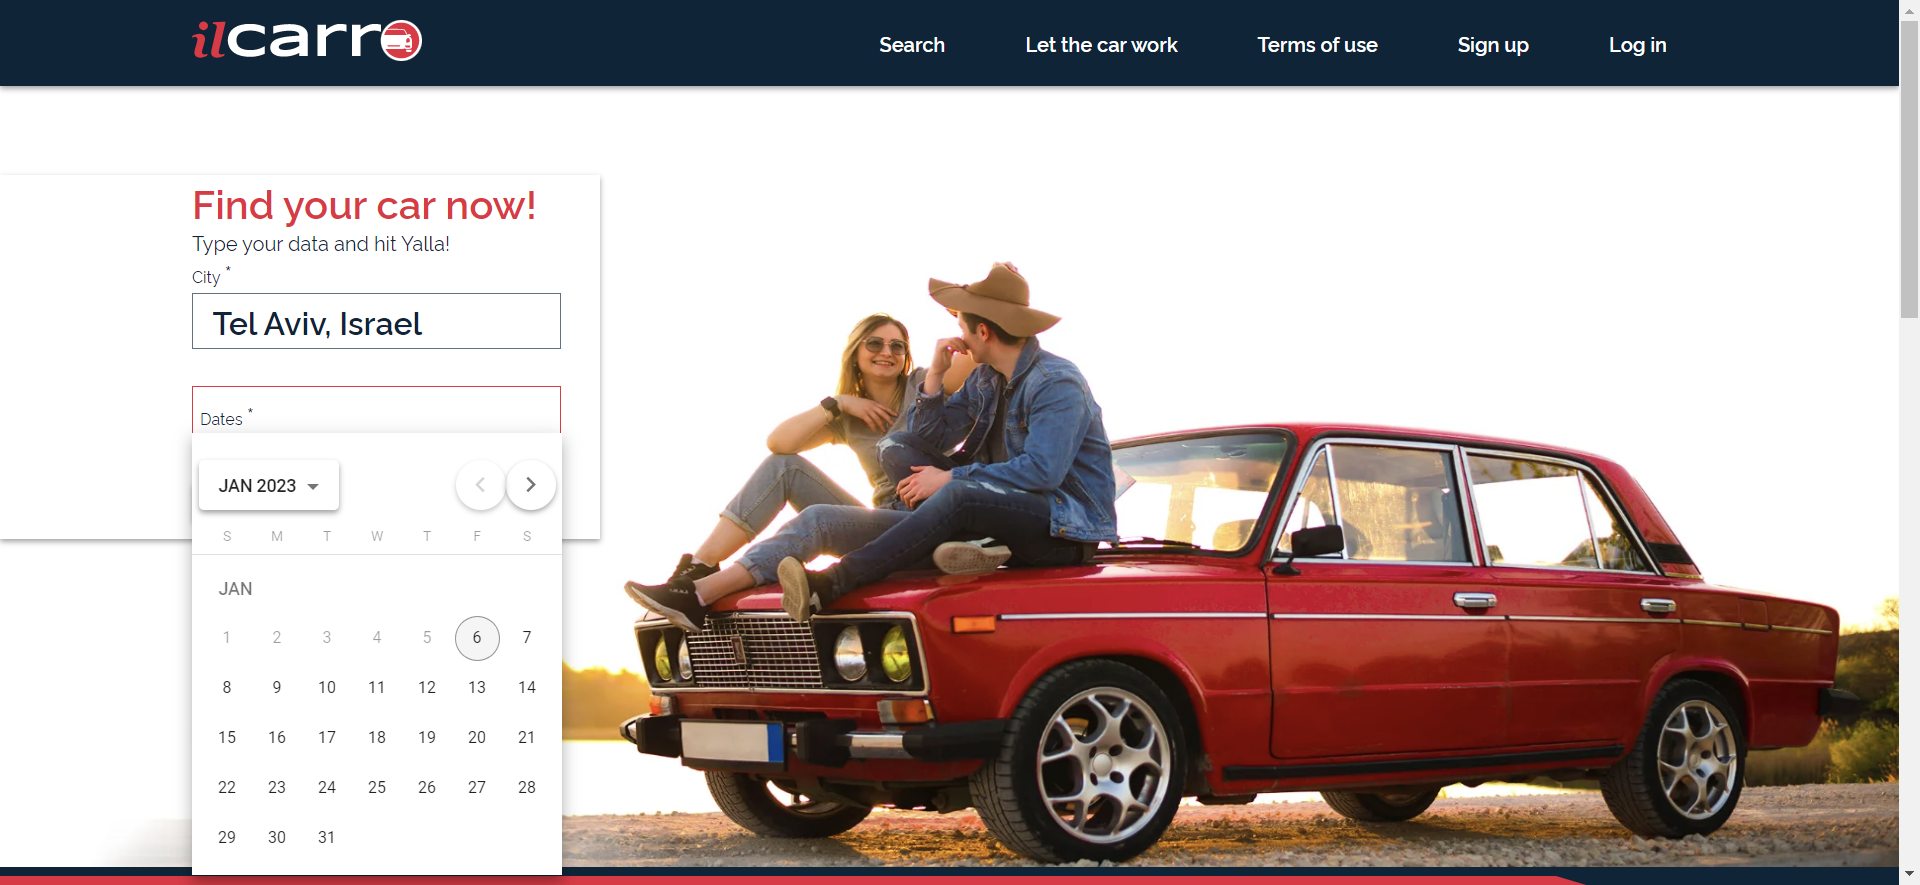 ilcarro
Search Let the car work Terms of use Sign up Log in
Find your car now!
Type your data and hit Yalla!
City *
Tel Aviv, Israel
Dates *
JAN 2023
S M T W T F S
JAN
1 2 3 4 5 6 7
8 9 10 11 12 13 14
15 16 17 18 19 20 21
22 23 24 25 26 27 28
29 30 31